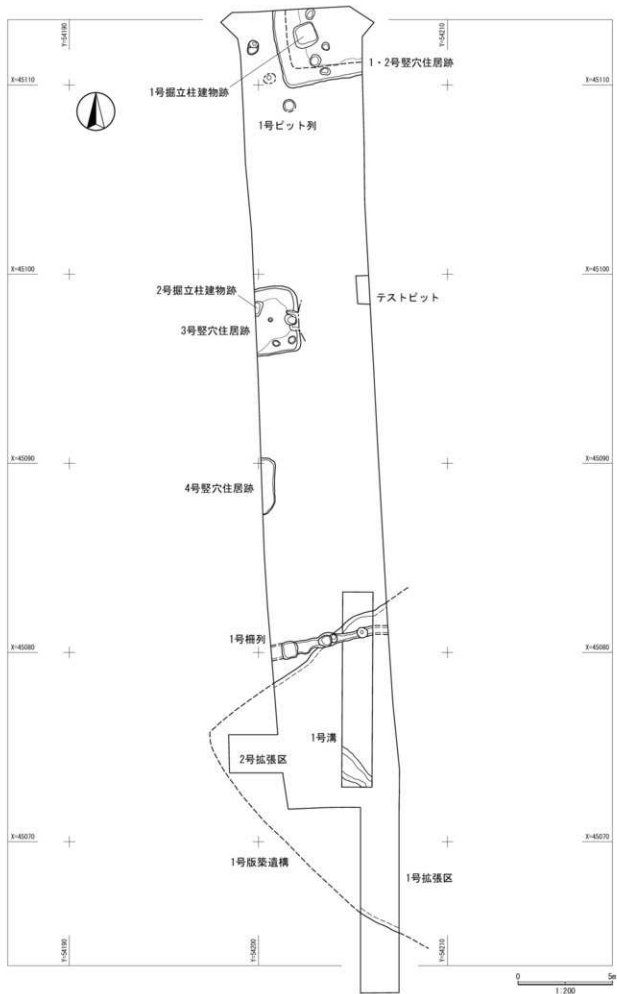 Y=54190
Y=54210
X=45110
X=45110
1・2号竪穴住居跡
1号掘立柱建物跡
1号ピット列
X=45100
X=45100
2号掘立柱建物跡
テストピット
3号竪穴住居跡
X=45090
X=45090
4号竪穴住居跡
1号柵列
X=45080
X=45080
1号溝
2号拡張区
X=45070
X=45070
1号版築遺構
1号拡張区
Y=54190
Y=54200
Y=54210
0
5m
1:200